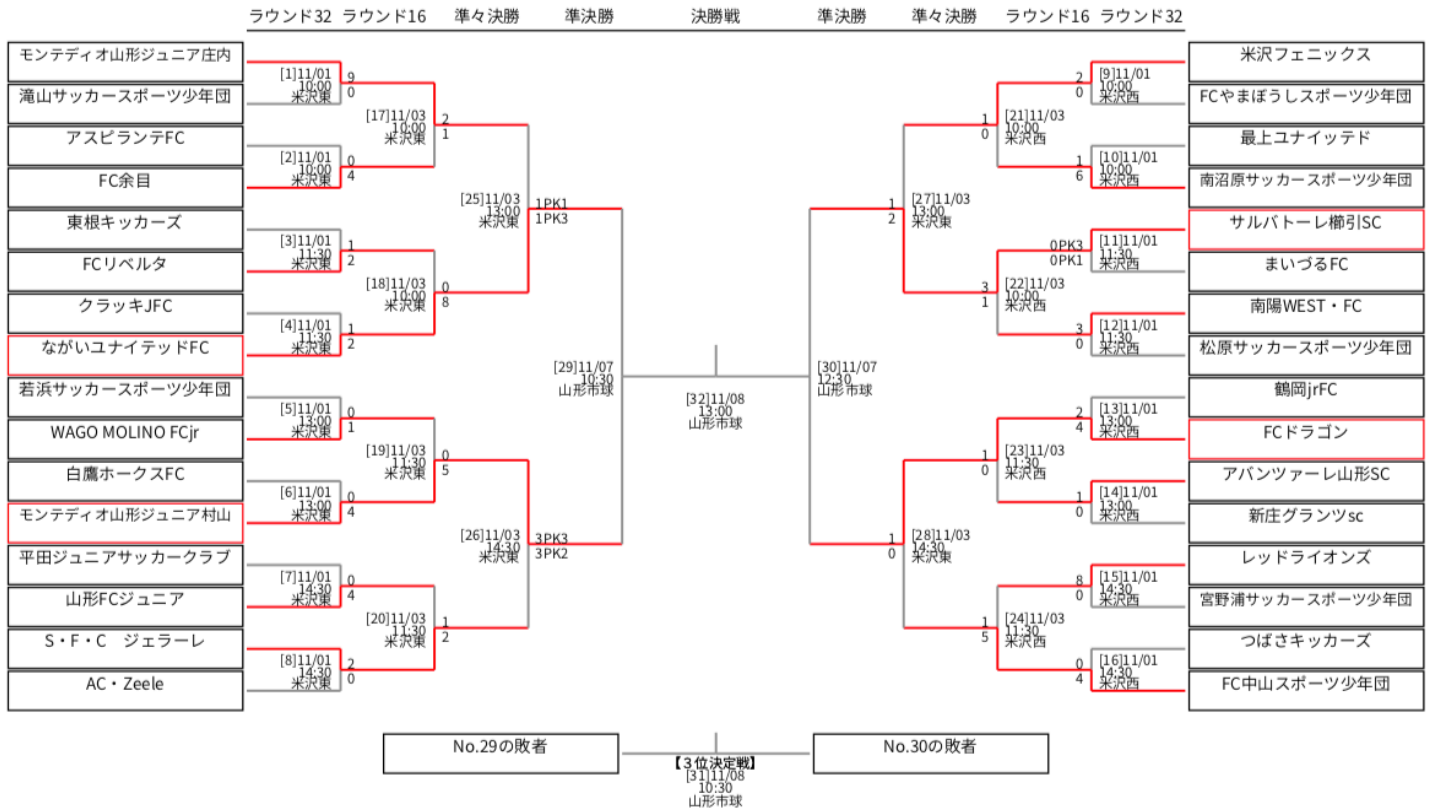 ラウンド32 ラウンド16 準々決勝 準決勝 決勝戦 準決勝 準々決勝 ラウンド16 ラウンド32
モンテディオ山形ジュニア庄内
滝山サッカースポーツ少年団
[1]11/01
10:00
米沢東
9
0
アスピランテFC
FC余目
[2]11/01
10:00
米沢東
0
4
[17]11/03
10:00
米沢東
2
1
東根キッカーズ
FCリベルタ
[3]11/01
11:30
米沢東
1
2
クラッキJFC
ながいユナイテッドFC
[4]11/01
11:30
米沢東
1
2
[18]11/03
10:00
米沢東
0
8
[25]11/03
13:00
米沢東
1PK1
1PK3
若浜サッカースポーツ少年団
WAGO MOLINO FCjr
[5]11/01
13:00
米沢東
0
1
白鷹ホークスFC
モンテディオ山形ジュニア村山
[6]11/01
13:00
米沢東
0
4
[19]11/03
11:30
米沢東
0
5
平田ジュニアサッカークラブ
山形FCジュニア
[7]11/01
14:30
米沢東
0
4
S・F・C　ジェラーレ
AC・Zeele
[8]11/01
14:30
米沢東
2
0
[20]11/03
11:30
米沢東
1
2
[26]11/03
14:30
米沢東
3PK3
3PK2
[29]11/07
10:30
山形市球
[32]11/08
13:00
山形市球
[30]11/07
12:30
山形市球
米沢フェニックス
FCやまぼうしスポーツ少年団
[9]11/01
10:00
米沢西
2
0
最上ユナイッテド
南沼原サッカースポーツ少年団
[10]11/01
10:00
米沢西
1
6
[21]11/03
10:00
米沢西
1
0
サルバトーレ櫛引SC
まいづるFC
[11]11/01
11:30
米沢西
0PK3
0PK1
南陽WEST・FC
松原サッカースポーツ少年団
[12]11/01
11:30
米沢西
3
0
[22]11/03
10:00
米沢西
3
1
[27]11/03
13:00
米沢西
1
2
鶴岡jrFC
FCドラゴン
[13]11/01
13:00
米沢西
2
4
アバンツァーレ山形SC
新庄グランツsc
[14]11/01
13:00
米沢西
1
0
[23]11/03
11:30
米沢西
1
0
レッドライオンズ
宮野浦サッカースポーツ少年団
[15]11/01
14:30
米沢西
8
0
つばさキッカーズ
FC中山スポーツ少年団
[16]11/01
14:30
米沢西
0
4
[24]11/03
11:30
米沢西
1
5
[28]11/03
14:30
米沢西
1
0
No.29の敗者
No.30の敗者
【３位決定戦】
[31]11/08
10:30
山形市球